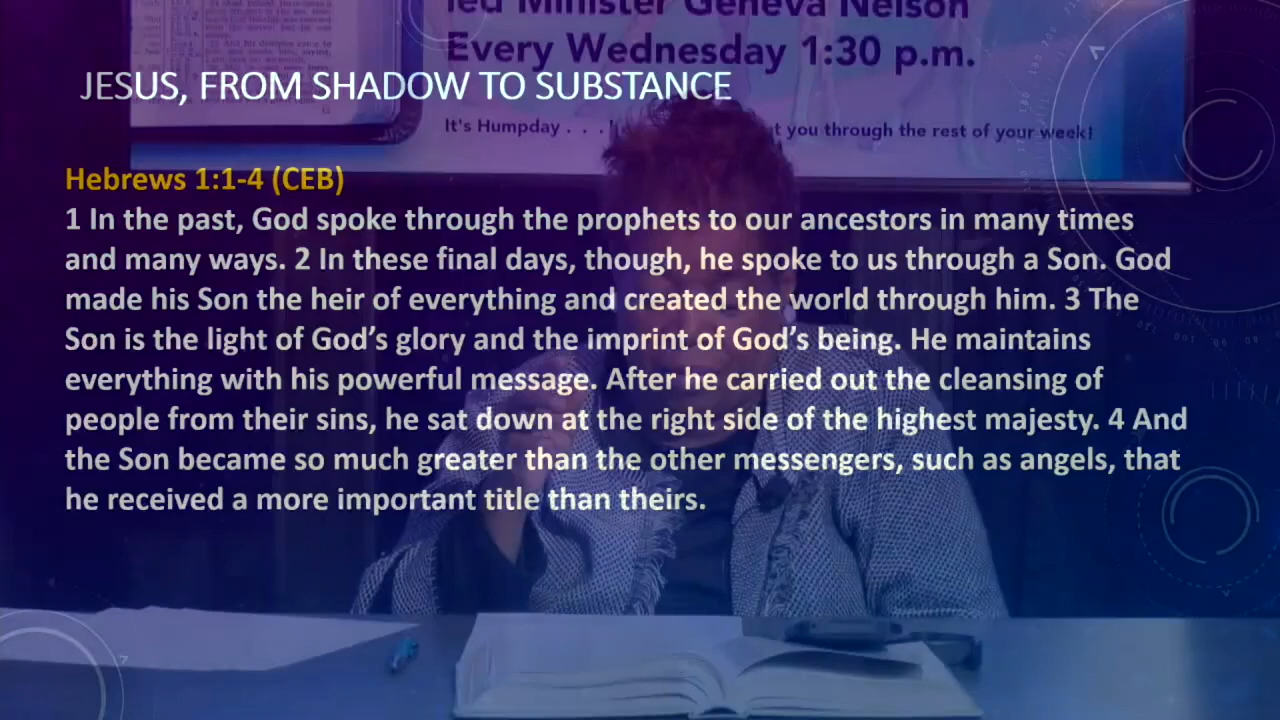 led Minister Geneva Nelson
Every Wednesday 1:30 p.m.
JESUS, FROM SHADOW TO SUBSTANCE
It's Humpday . . . t you through the rest of your week!
Hebrews 1:1-4 (CEB)
1 In the past, God spoke through the prophets to our ancestors in many times
and many ways. 2 In these final days, though, he spoke to us through a Son. God
made his Son the heir of everything and created the world through him. 3 The
Son is the light of God’s glory and the imprint of God’s being. He maintains
everything with his powerful message. After he carried out the cleansing of
people from their sins, he sat down at the right side of the highest majesty. 4 And
the Son became so much greater than the other messengers, such as angels, that
he received a more important title than theirs.